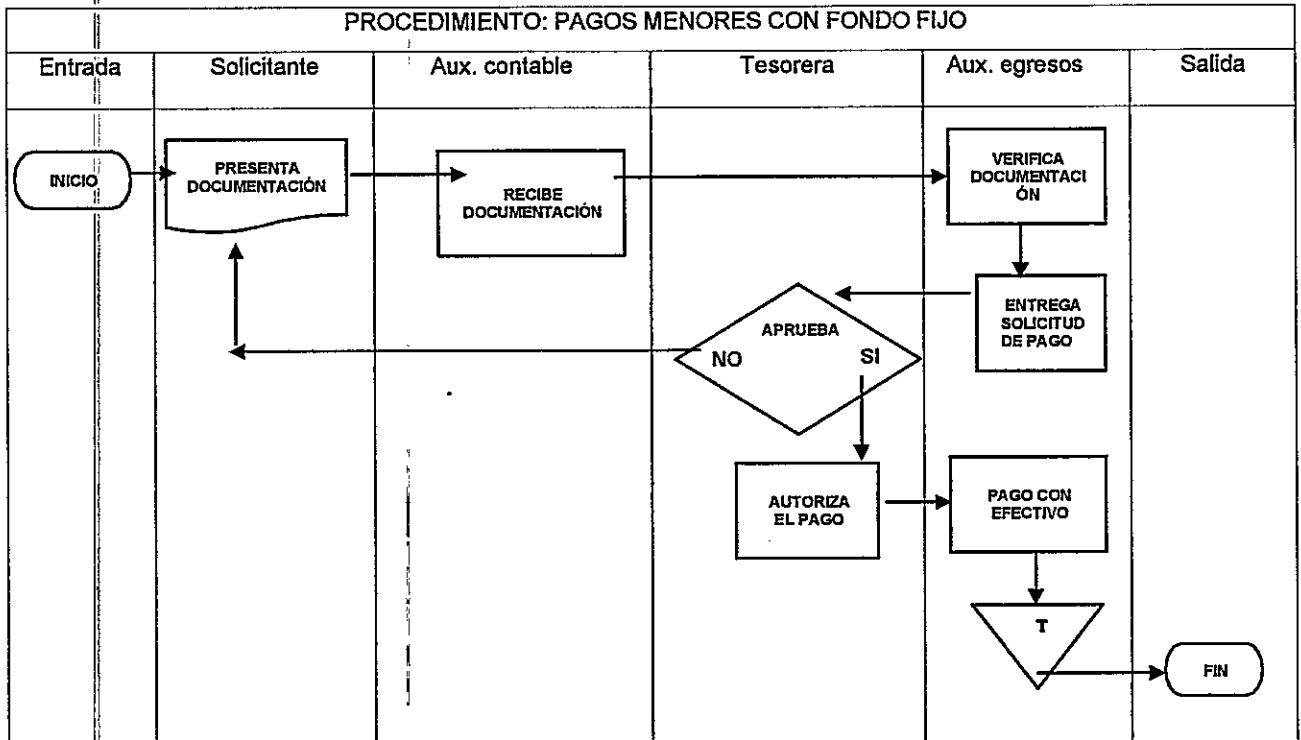 PROCEDIMIENTO: PAGOS MENORES CON FONDO FIJO
Entrada
Solicitante
Aux. contable
Tesorera
Aux. egresos
Salida
INICIO
PRESENTA
DOCUMENTACIÓN
RECIBE
DOCUMENTACIÓN
VERIFICA
DOCUMENTACI
ÓN
ENTREGA
SOLICITUD
DE PAGO
APRUEBA
NO SI
AUTORIZA
EL PAGO
PAGO CON
EFECTIVO
T
FIN